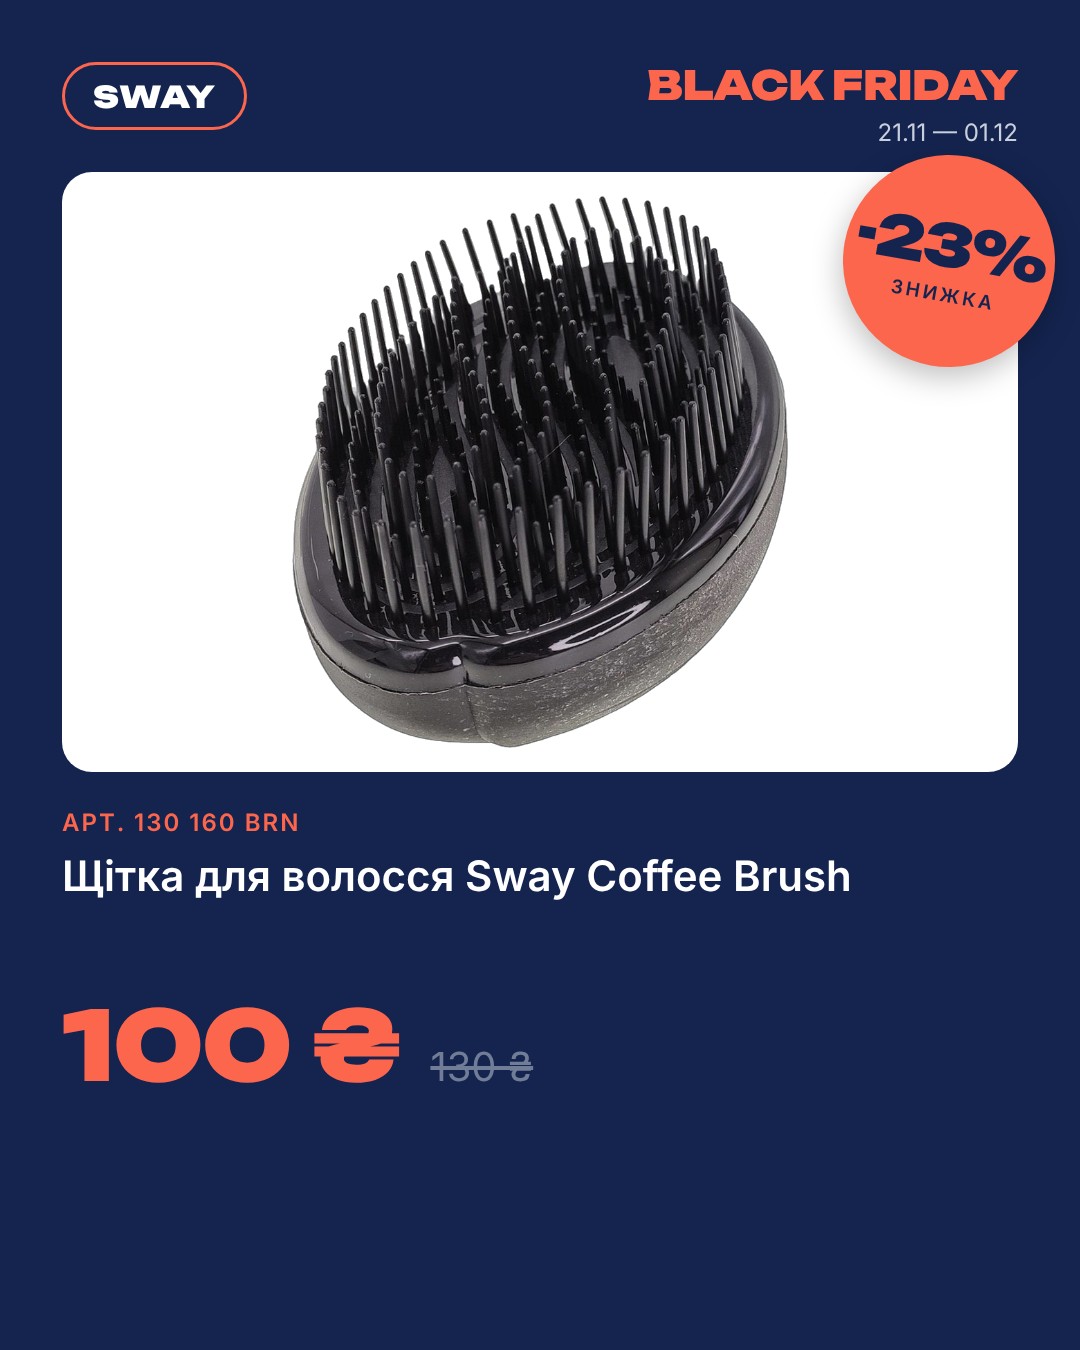 SWAY
BLACK FRIDAY
21.11 — 01.12
-23%
ЗНИЖКА
АРТ. 130 160 BRN
Щітка для волосся Sway Coffee Brush
100 ₴
130 ₴